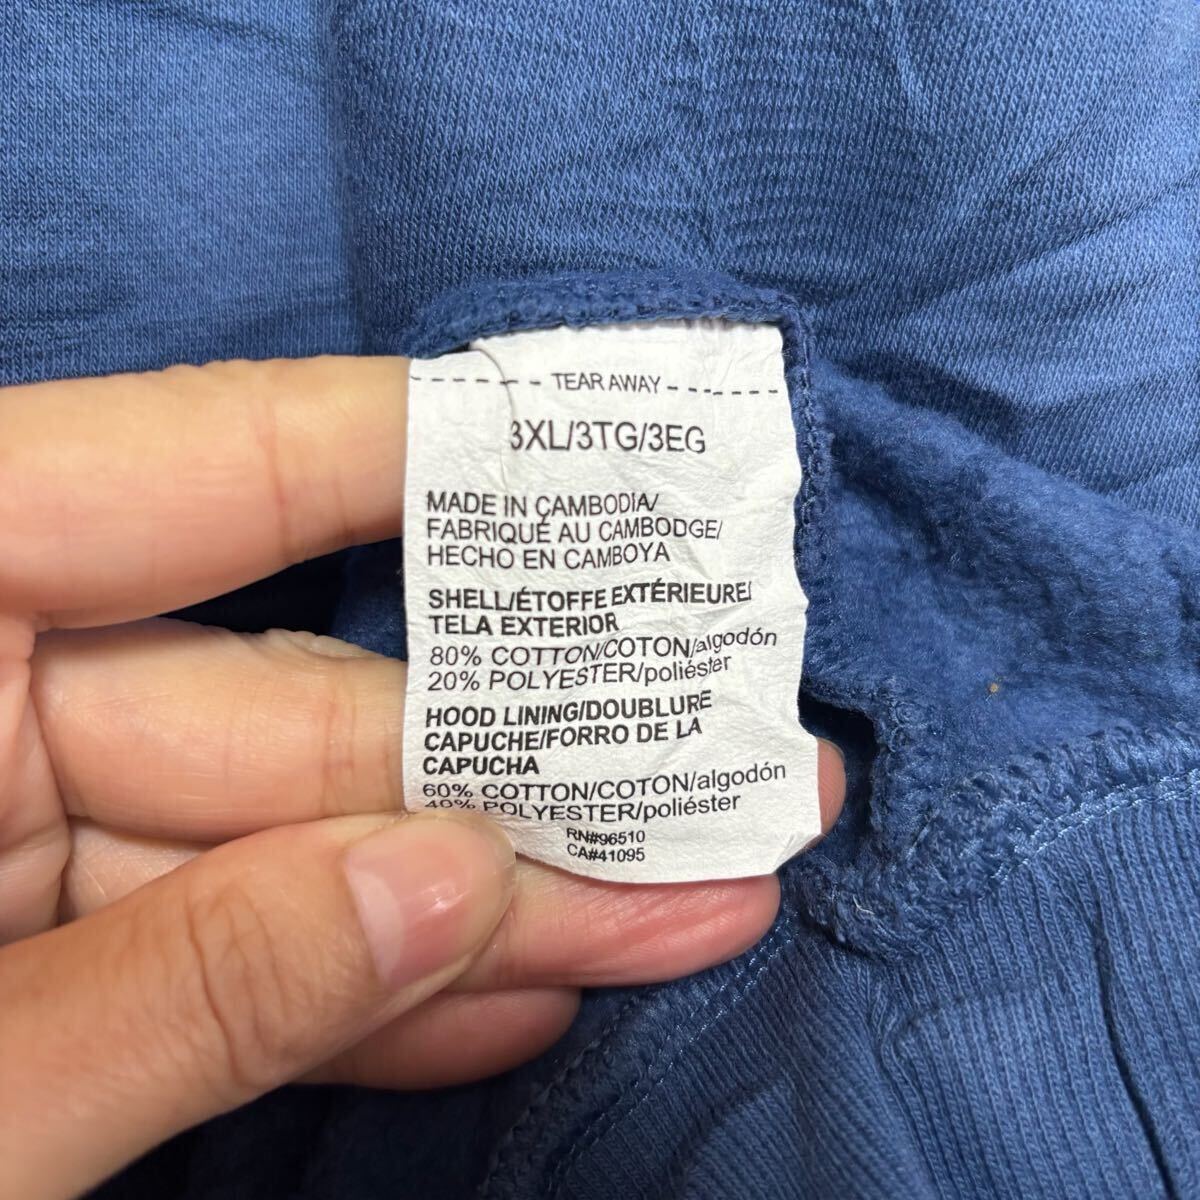 TEAR AWAY
3XL/3TG/3EG
MADE IN CAMBODIA/
FABRIQUÉ AU CAMBODGE/
HECHO EN CAMBOYA
SHELL/ÉTOFFE EXTÉRIEURE/
TELA EXTERIOR
80% COTTON/COTON/algodón
20% POLYESTER/poliéster
HOOD LINING/DOUBLURE
CAPUCHE/FORRO DE LA
CAPUCHA
60% COTTON/COTON/algodón
40% POLYESTER/poliéster
RN#96510
CA#41095